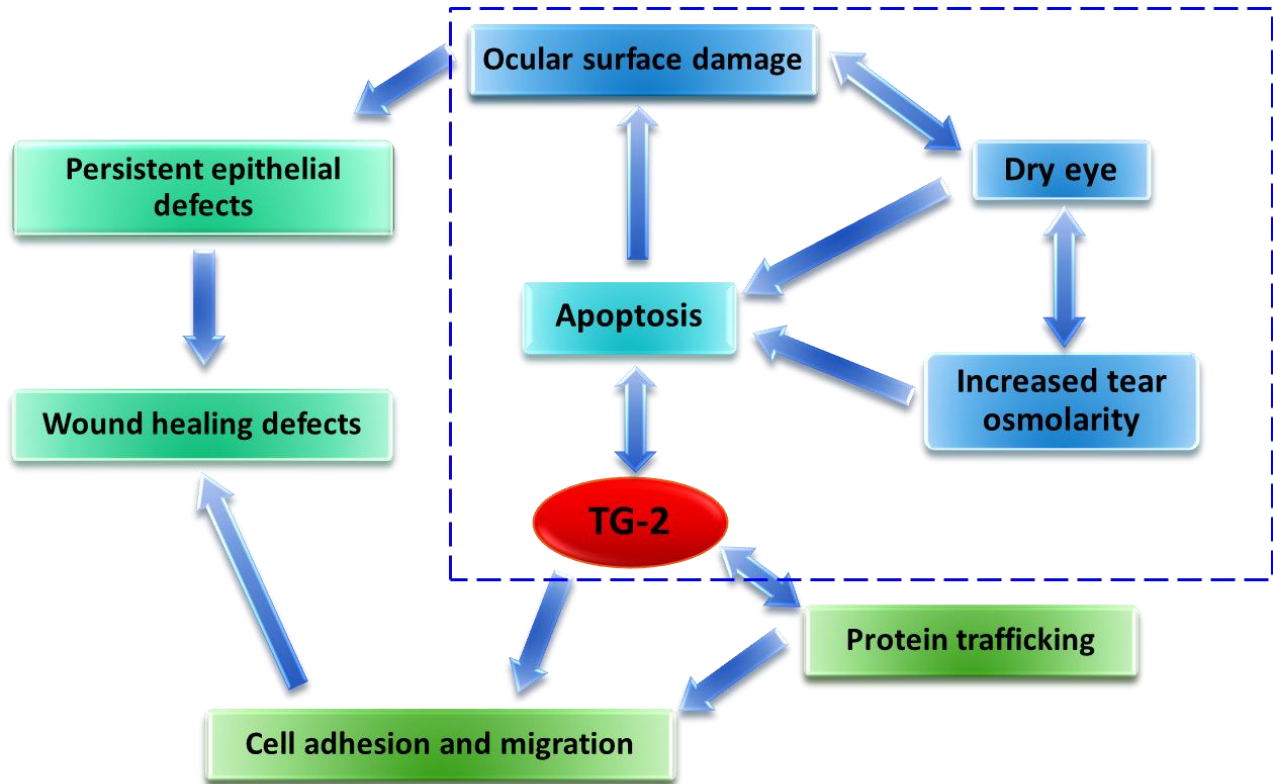 Ocular surface damage
Persistent epithelial
defects
Dry eye
Apoptosis
Increased tear
osmolarity
Wound healing defects
TG-2
Protein trafficking
Cell adhesion and migration